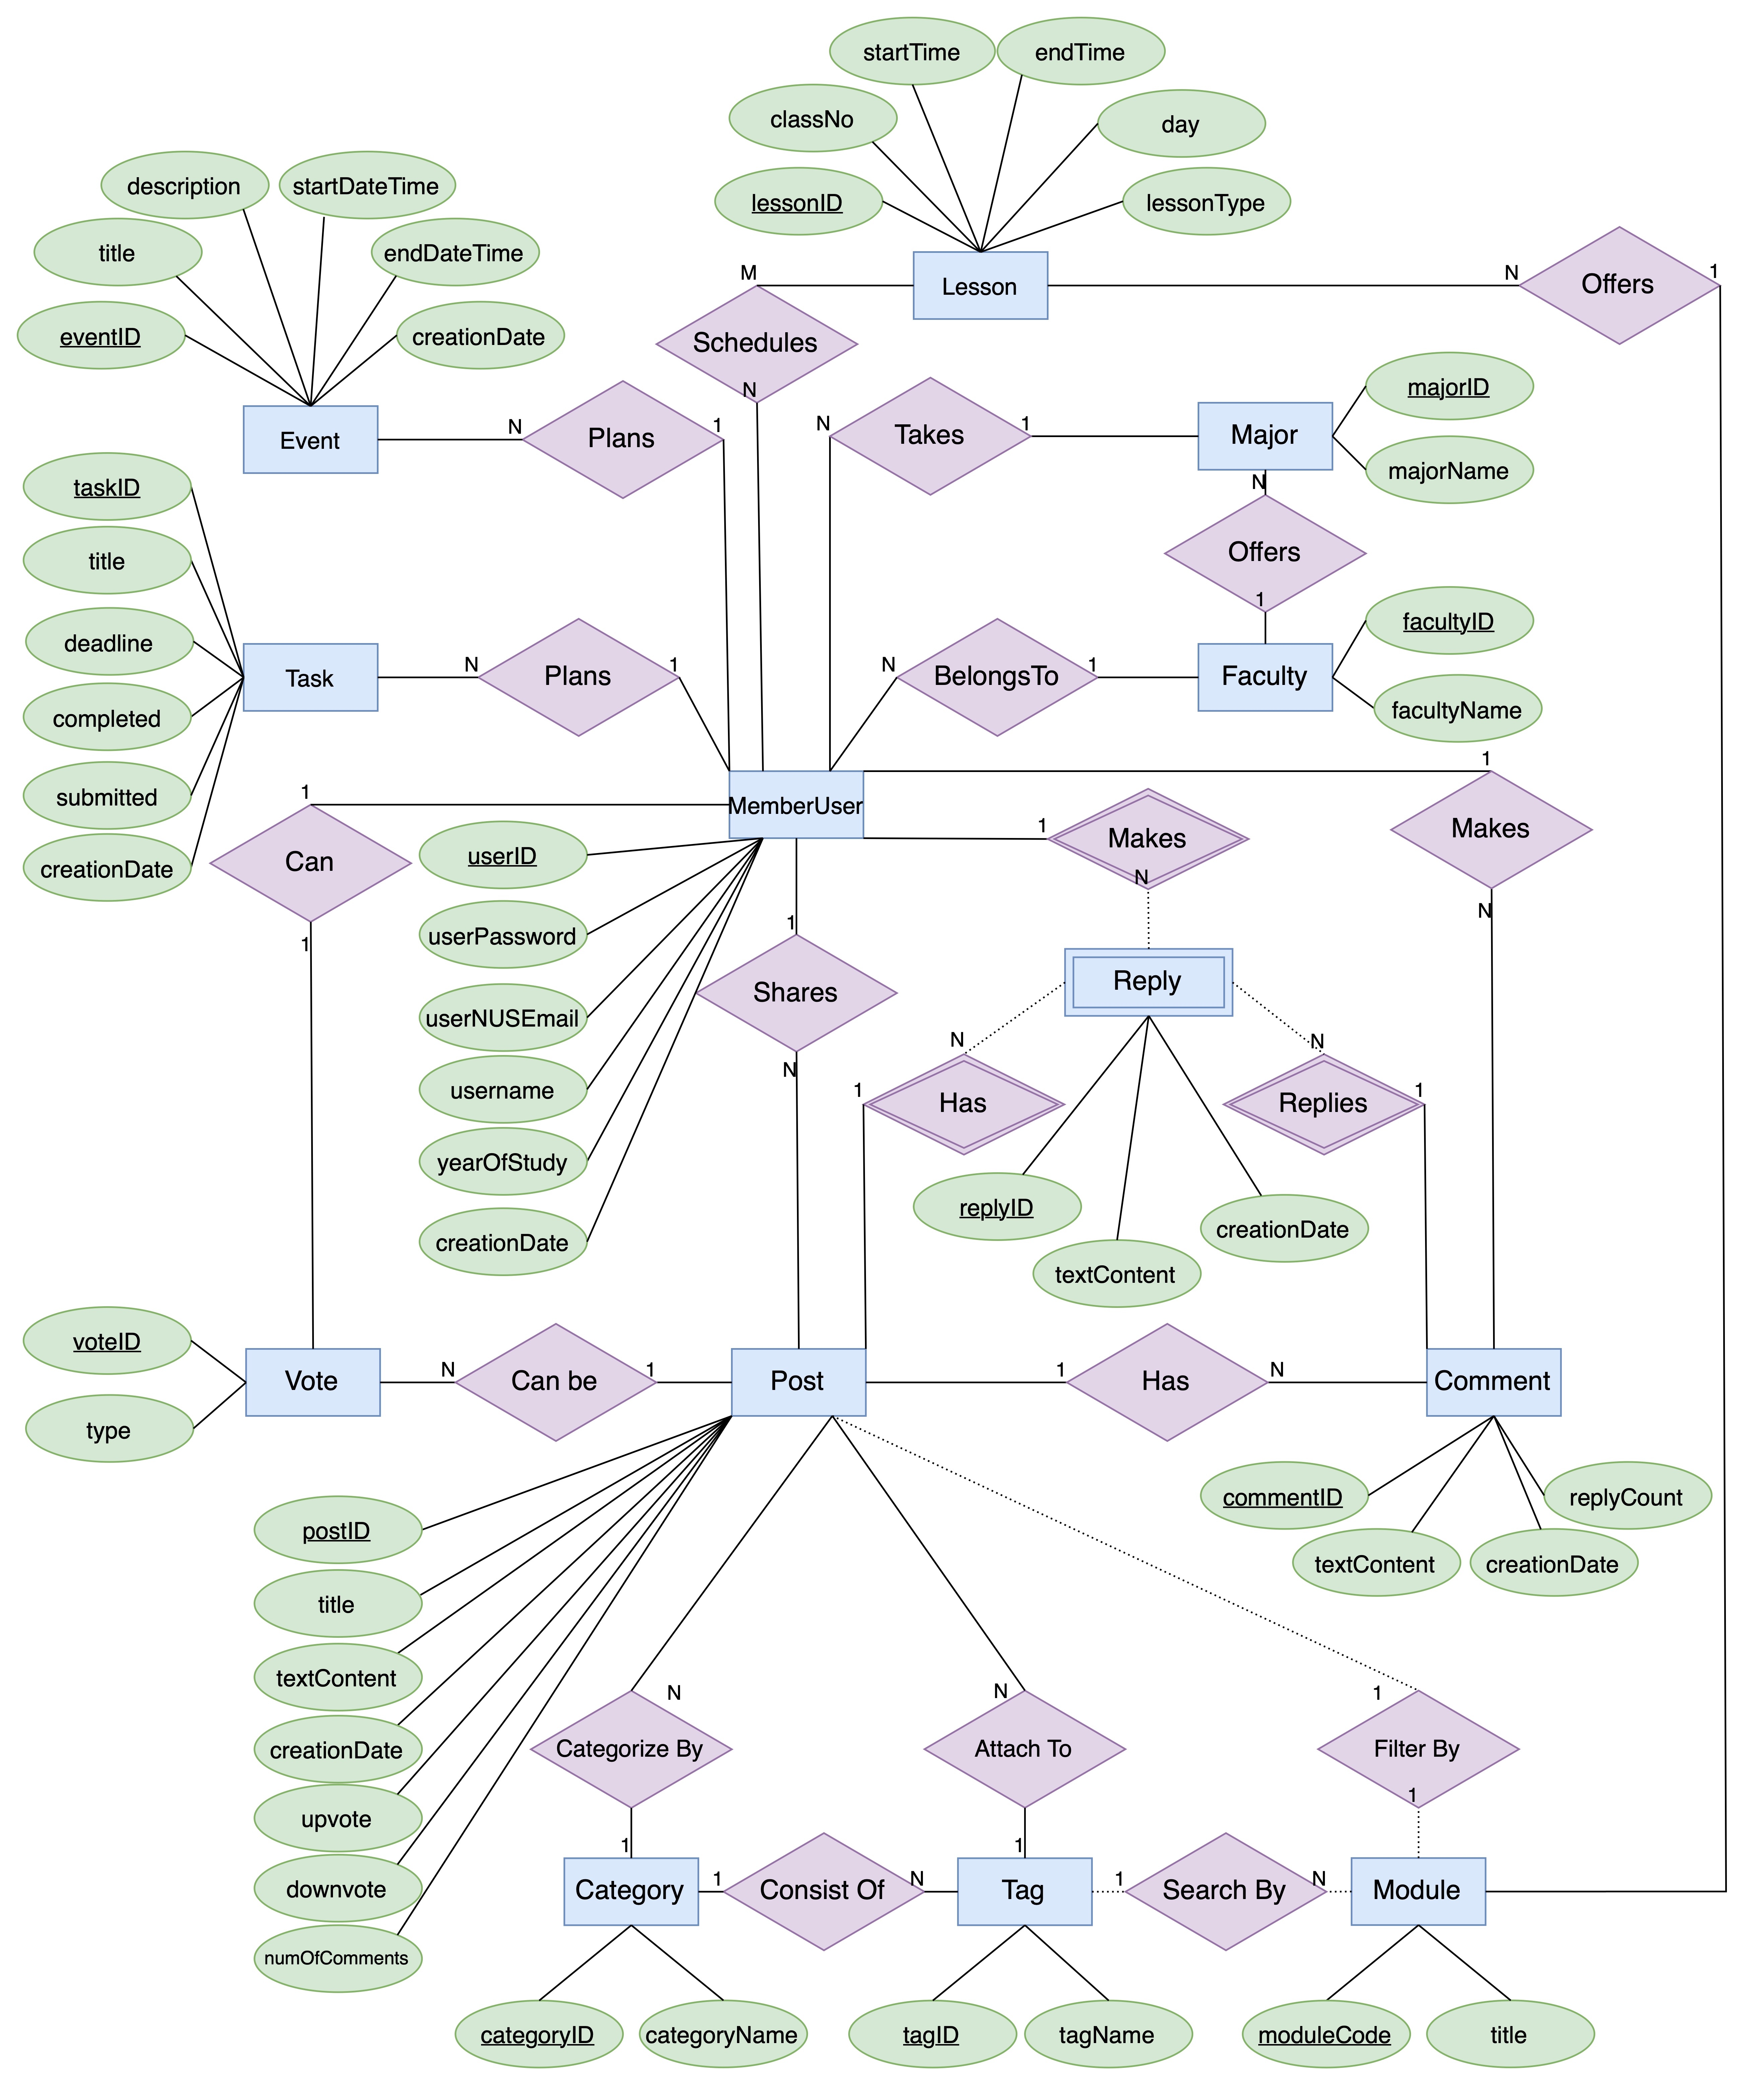 startTime
endTime
classNo
day
lessonID
lessonType
description
startDateTime
title
endDateTime
eventID
creationDate
M
Lesson
N
Offers
1
Schedules
N
Event
N
Plans
1
N
Takes
1
Major
majorID
majorName
N
Offers
1
taskID
title
deadline
completed
submitted
creationDate
Task
N
Plans
1
N
BelongsTo
1
Faculty
facultyID
facultyName
1
MemberUser
1
Can
1
1
Makes
N
1
Makes
N
userID
userPassword
userNUSEmail
username
yearOfStudy
creationDate
1
Shares
N
Reply
N
1
Has
N
Replies
1
replyID
textContent
creationDate
voteID
type
Vote
N
Can be
1
Post
1
Has
N
Comment
commentID
textContent
creationDate
replyCount
postID
title
textContent
creationDate
upvote
downvote
numOfComments
N
Categorize By
1
N
Attach To
1
1
Filter By
1
Category
1
Consist Of
N
Tag
1
Search By
N
Module
categoryID
categoryName
tagID
tagName
moduleCode
title